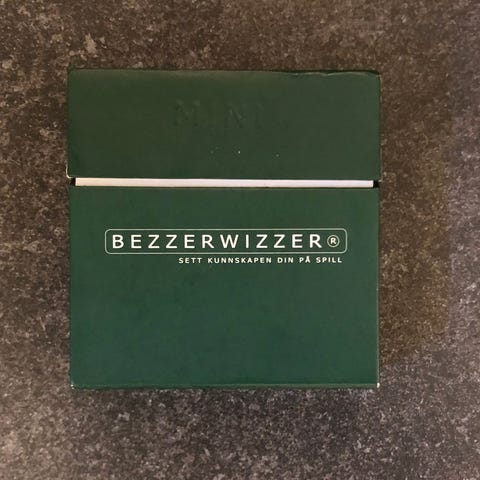 MINI
BEZZERWIZZER®
SETT KUNNSKAPEN DIN PÅ SPILL